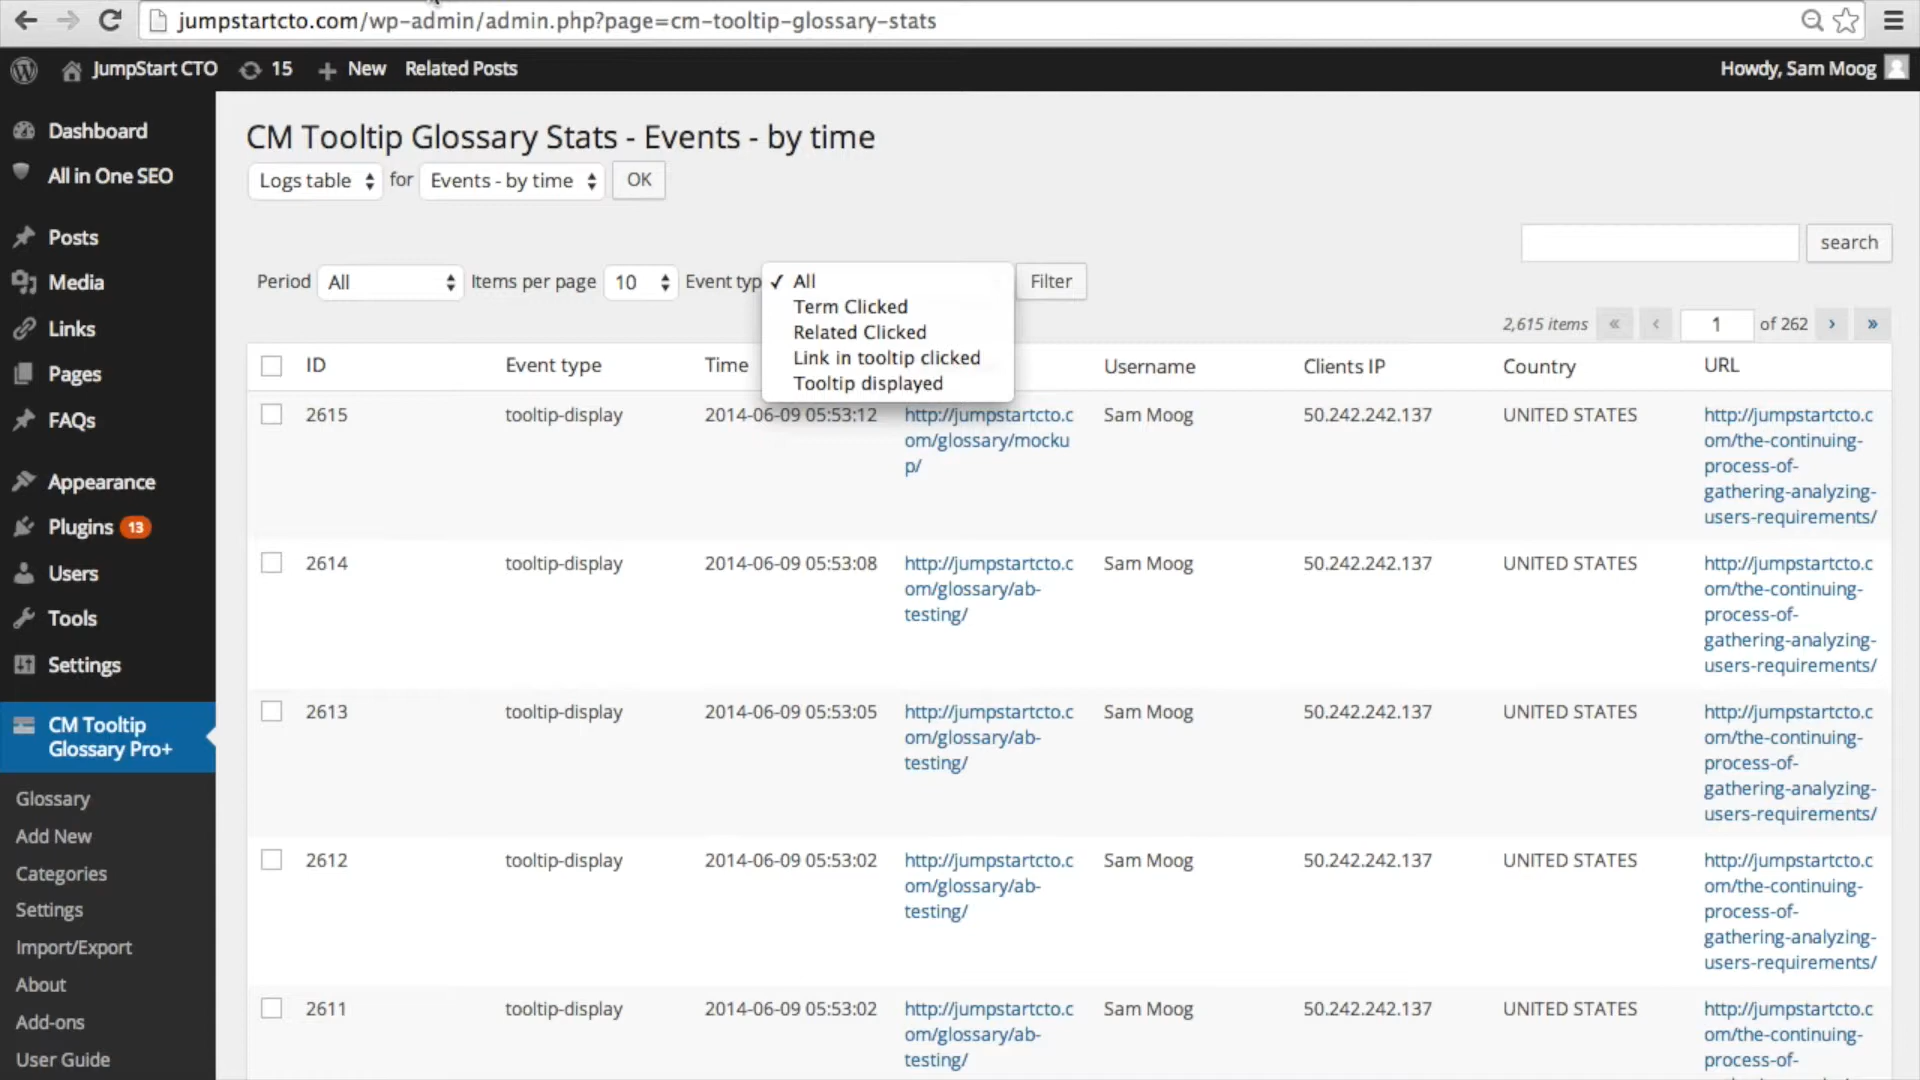 jumpstartcto.com/wp-admin/admin.php?page=cm-tooltip-glossary-stats
JumpStart CTO 15 New Related Posts Howdy, Sam Moog
Dashboard
All in One SEO
Posts
Media
Links
Pages
FAQs
Appearance
Plugins 13
Users
Tools
Settings
CM Tooltip
Glossary Pro+
Glossary
Add New
Categories
Settings
Import/Export
About
Add-ons
User Guide
CM Tooltip Glossary Stats - Events - by time
Logs table for Events - by time OK
search
Period All Items per page 10 Event typ ✓ All Filter
Term Clicked
Related Clicked
Link in tooltip clicked
Tooltip displayed
2,615 items « ‹ 1 of 262 › »
ID Event type Time Username Clients IP Country URL
2615 tooltip-display 2014-06-09 05:53:12 http://jumpstartcto.c Sam Moog 50.242.242.137 UNITED STATES http://jumpstartcto.c
om/glossary/mocku om/the-continuing-
p/ process-of-
gathering-analyzing-
users-requirements/
2614 tooltip-display 2014-06-09 05:53:08 http://jumpstartcto.c Sam Moog 50.242.242.137 UNITED STATES http://jumpstartcto.c
om/glossary/ab- om/the-continuing-
testing/ process-of-
gathering-analyzing-
users-requirements/
2613 tooltip-display 2014-06-09 05:53:05 http://jumpstartcto.c Sam Moog 50.242.242.137 UNITED STATES http://jumpstartcto.c
om/glossary/ab- om/the-continuing-
testing/ process-of-
gathering-analyzing-
users-requirements/
2612 tooltip-display 2014-06-09 05:53:02 http://jumpstartcto.c Sam Moog 50.242.242.137 UNITED STATES http://jumpstartcto.c
om/glossary/ab- om/the-continuing-
testing/ process-of-
gathering-analyzing-
users-requirements/
2611 tooltip-display 2014-06-09 05:53:02 http://jumpstartcto.c Sam Moog 50.242.242.137 UNITED STATES http://jumpstartcto.c
om/glossary/ab- om/the-continuing-
testing/ process-of-